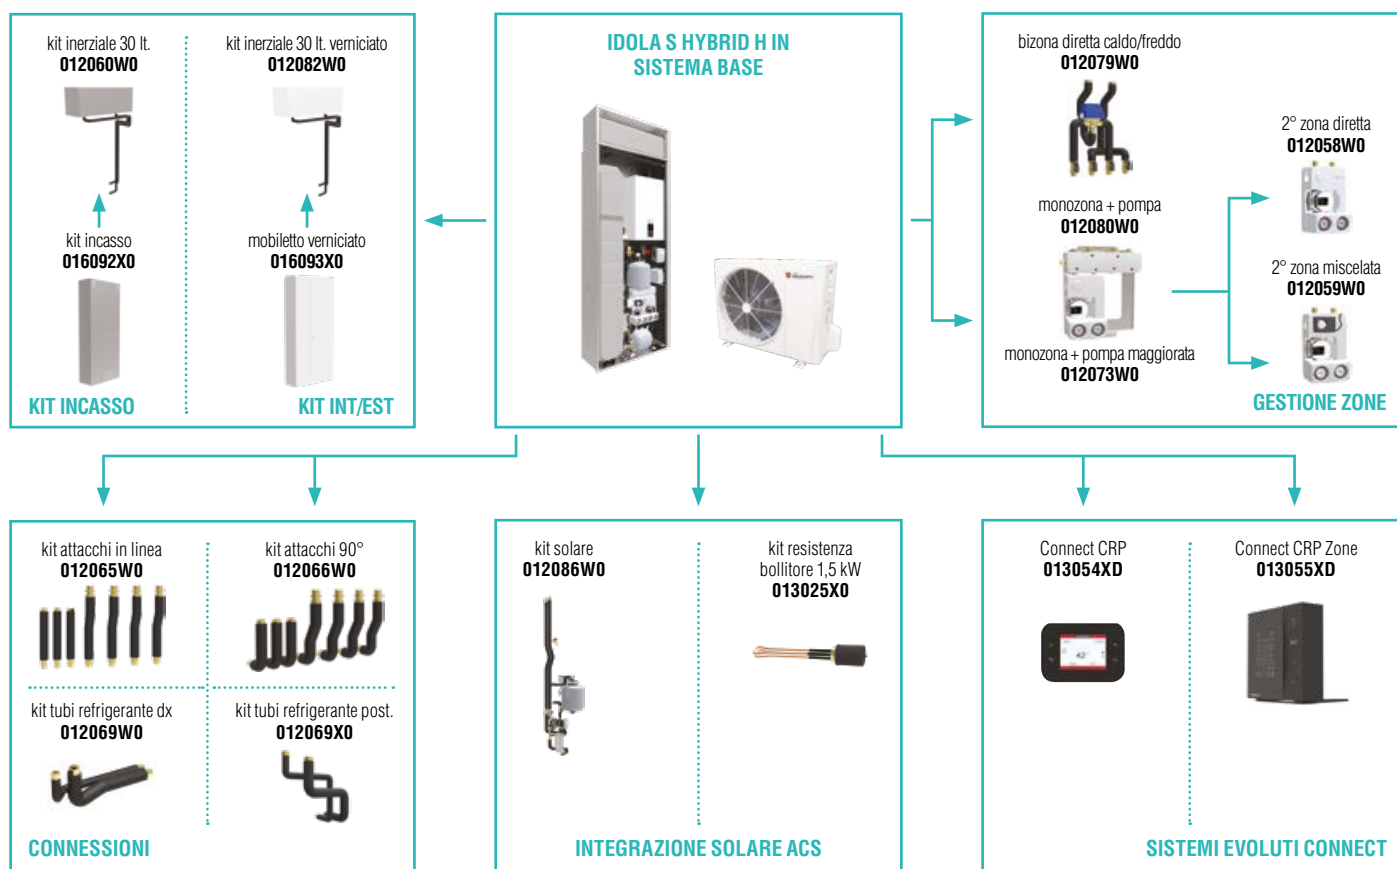 kit inerziale 30 lt.
012060W0
kit incasso
016092X0
KIT INCASSO
kit inerziale 30 lt. verniciato
012082W0
mobiletto verniciato
016093X0
KIT INT/EST
IDOLA S HYBRID H IN
SISTEMA BASE
bizona diretta caldo/freddo
012079W0
monozona + pompa
012080W0
monozona + pompa maggiorata
012073W0
2° zona diretta
012058W0
2° zona miscelata
012059W0
GESTIONE ZONE
kit attacchi in linea
012065W0
kit attacchi 90°
012066W0
kit tubi refrigerante dx
012069W0
kit tubi refrigerante post.
012069X0
CONNESSIONI
kit solare
012086W0
kit resistenza
bollitore 1,5 kW
013025X0
INTEGRAZIONE SOLARE ACS
Connect CRP
013054XD
42°
Connect CRP Zone
013055XD
SISTEMI EVOLUTI CONNECT